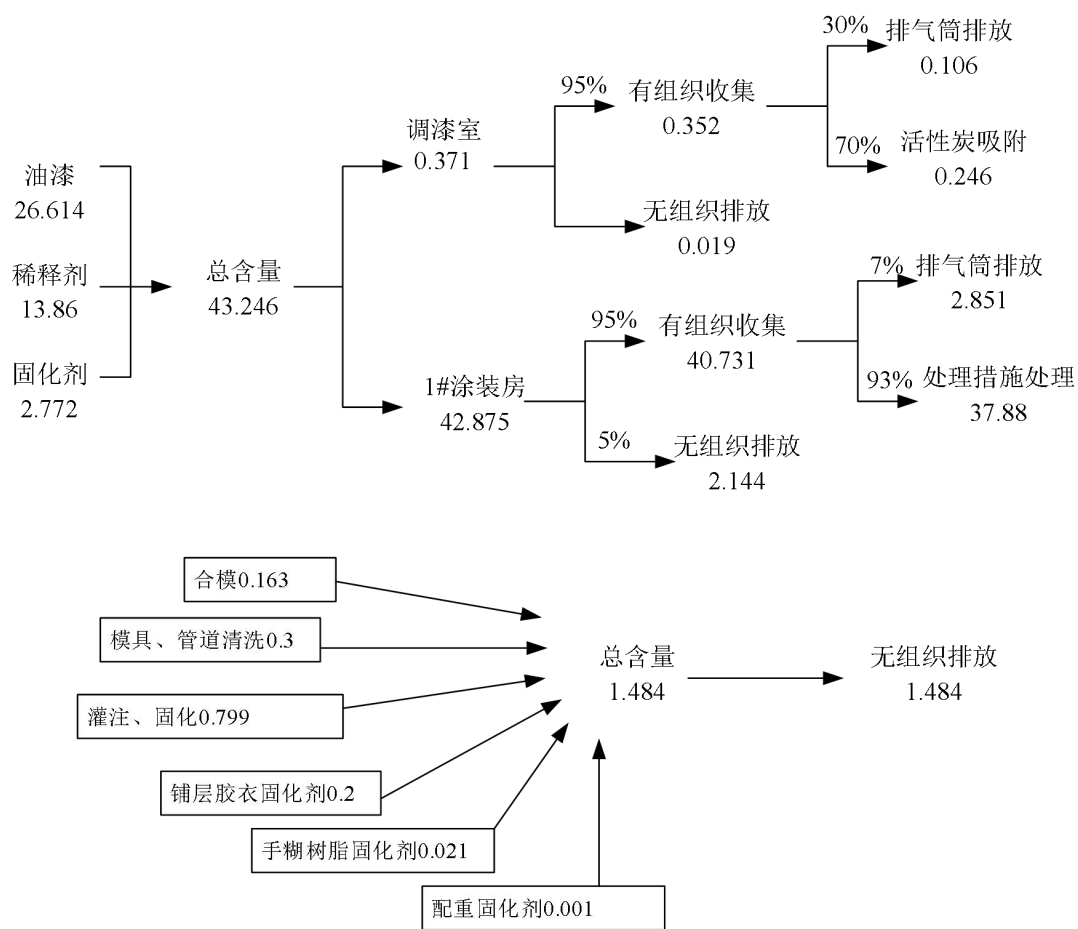 油漆
26.614
稀释剂
13.86
固化剂
2.772
总含量
43.246
调漆室
0.371
95%
有组织收集
0.352
30%
排气筒排放
0.106
70%
活性炭吸附
0.246
无组织排放
0.019
1#涂装房
42.875
95%
有组织收集
40.731
7%
排气筒排放
2.851
93%
处理措施处理
37.88
5%
无组织排放
2.144
合模0.163
模具、管道清洗0.3
灌注、固化0.799
铺层胶衣固化剂0.2
手糊树脂固化剂0.021
配重固化剂0.001
总含量
1.484
无组织排放
1.484